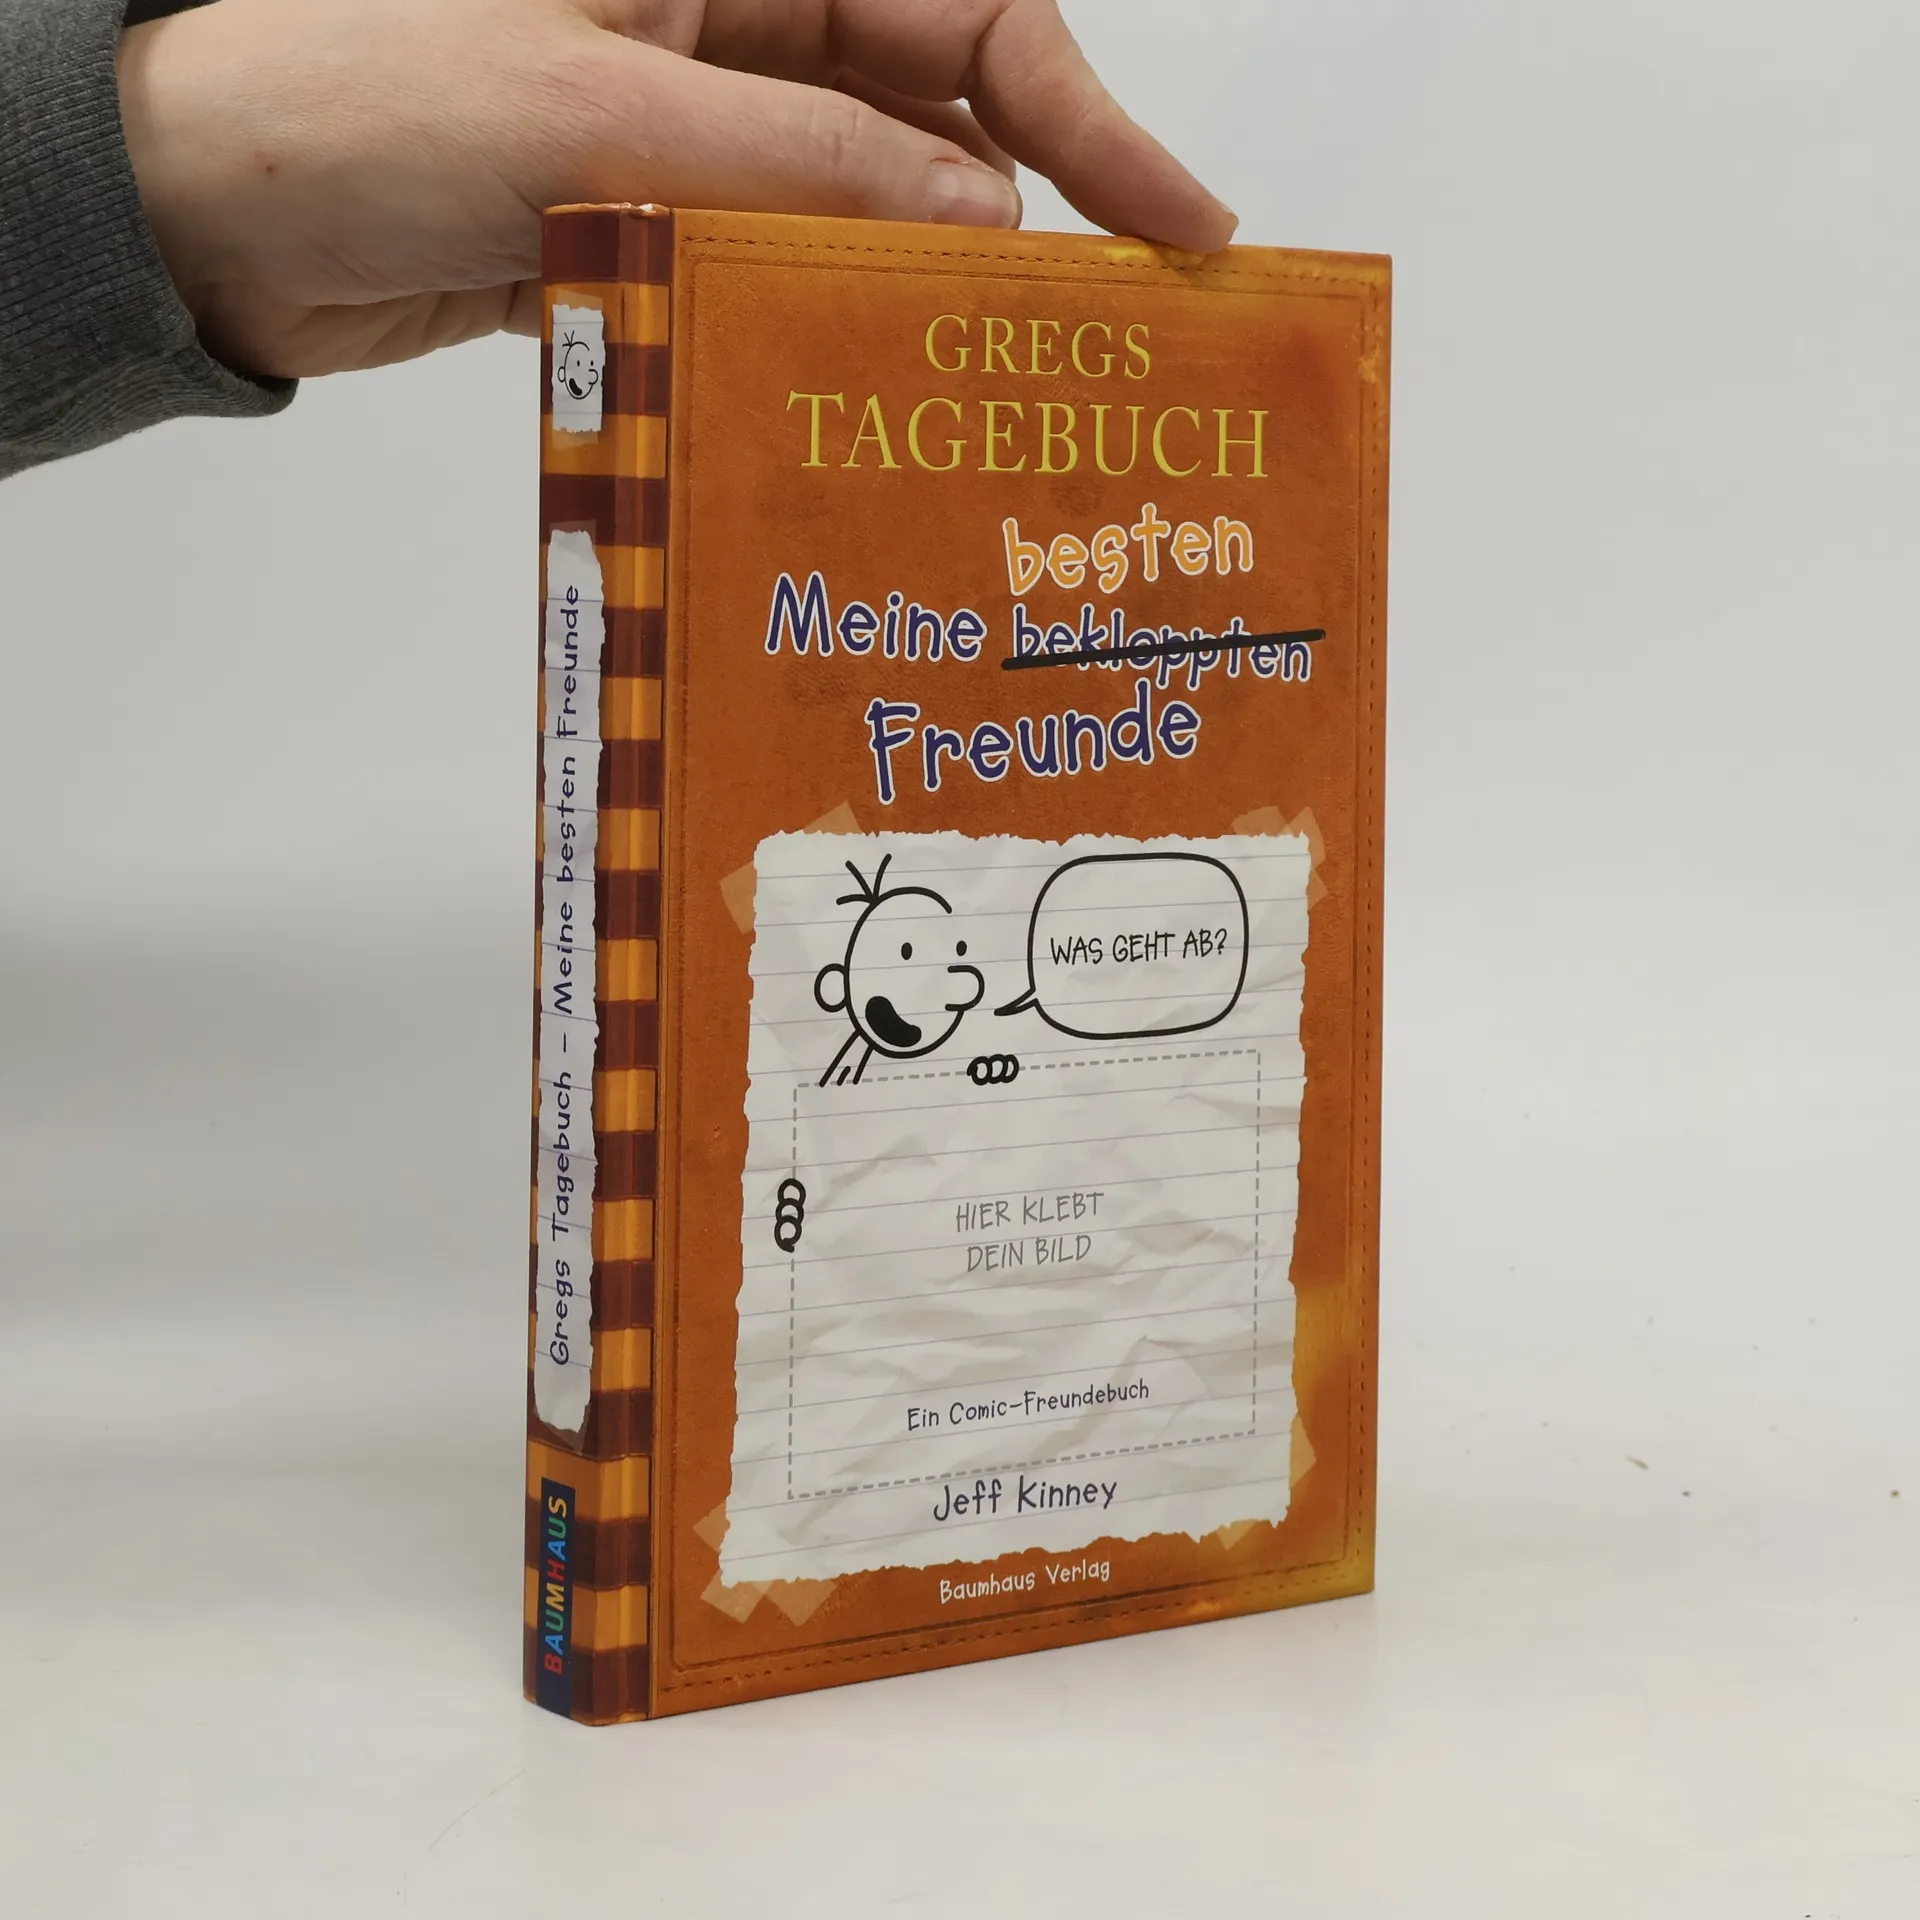 GREGS
TAGEBUCH
besten
Meine bekloppten
Freunde
WAS GEHT AB?
HIER KLEBT
DEIN BILD
Ein Comic-Freundebuch
Jeff Kinney
Baumhaus Verlag
Gregs Tagebuch - Meine besten Freunde
BAUMHAUS